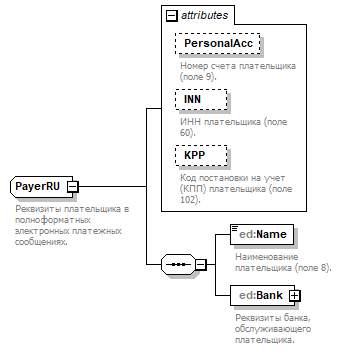 attributes
PersonalAcc
Номер счета плательщика
(поле 9).
INN
ИНН плательщика (поле
60).
KPP
Код постановки на учет
(КПП) плательщика (поле
102).
PayerRU
Реквизиты плательщика в
полноформатных
электронных платежных
сообщениях.
ed:Name
Наименование
плательщика (поле 8).
ed:Bank
Реквизиты банка,
обслуживающего
плательщика.